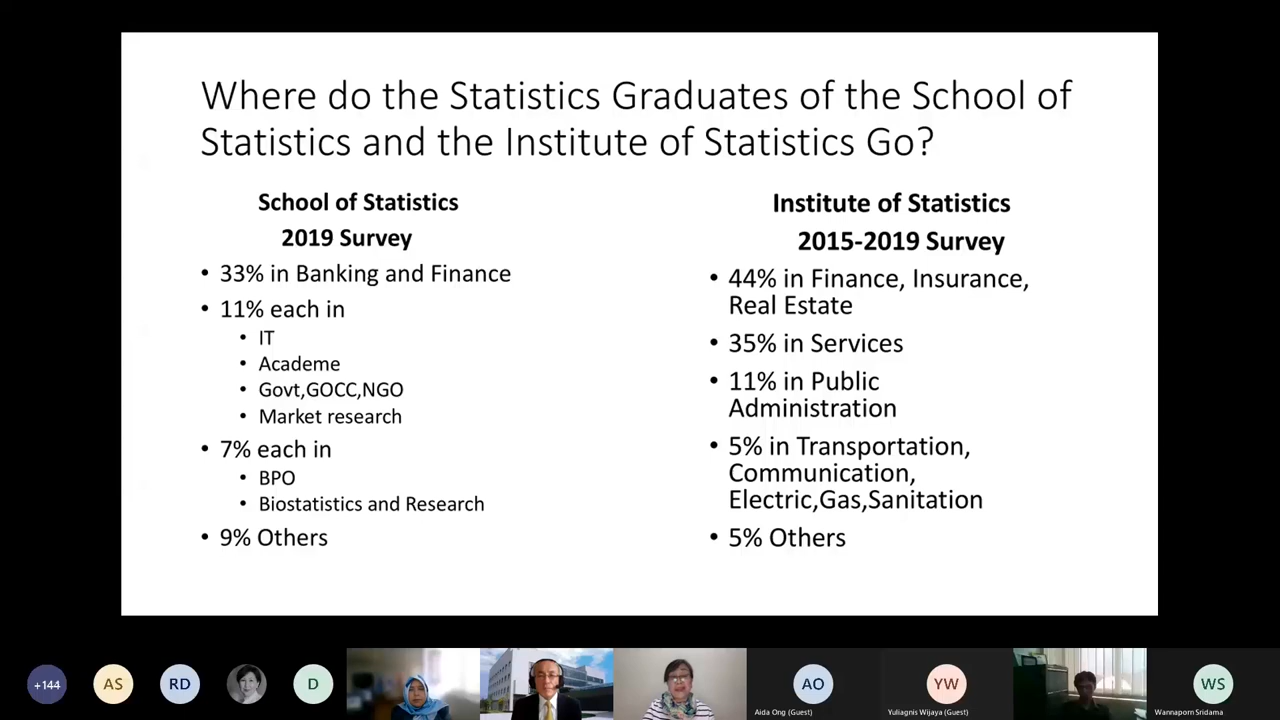 Where do the Statistics Graduates of the School of
Statistics and the Institute of Statistics Go?
School of Statistics
2019 Survey
• 33% in Banking and Finance
• 11% each in
• IT
• Academe
• Govt,GOCC,NGO
• Market research
• 7% each in
• BPO
• Biostatistics and Research
• 9% Others
Institute of Statistics
2015-2019 Survey
• 44% in Finance, Insurance,
Real Estate
• 35% in Services
• 11% in Public
Administration
• 5% in Transportation,
Communication,
Electric,Gas,Sanitation
• 5% Others
+144
AS
RD
D
AO
Aida Ong (Guest)
YW
Yuliagnis Wijaya (Guest)
WS
Wannaporn Sridama